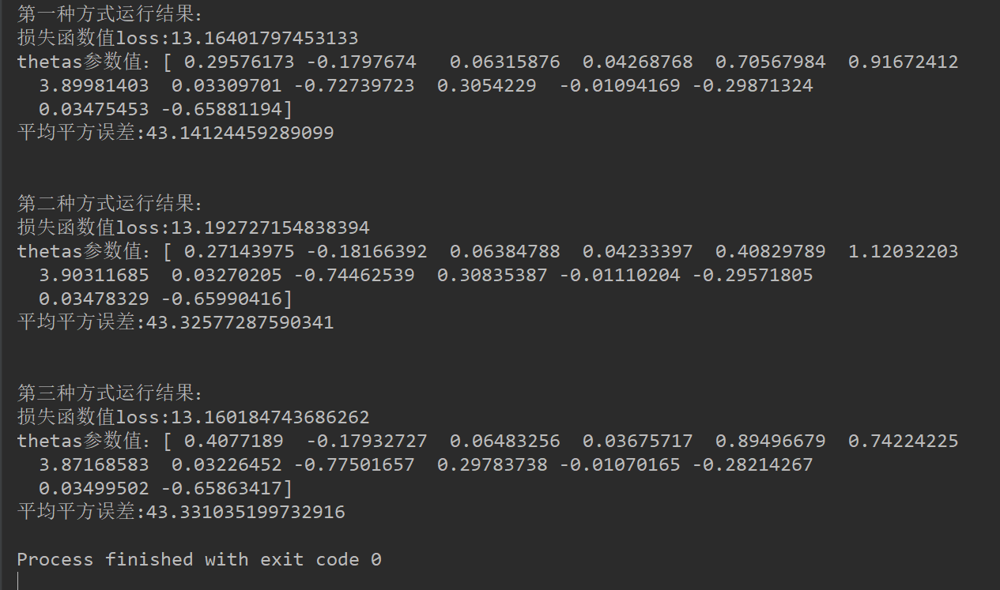 第一种方式运行结果：
损失函数值loss:13.16401797453133
thetas参数值：[ 0.29576173 -0.1797674   0.06315876  0.04268768  0.70567984  0.91672412
  3.89981403  0.03309701 -0.72739723  0.3054229  -0.01094169 -0.29871324
  0.03475453 -0.65881194]
平均平方误差:43.14124459289099
第二种方式运行结果：
损失函数值loss:13.192727154838394
thetas参数值：[ 0.27143975 -0.18166392  0.06384788  0.04233397  0.40829789  1.12032203
  3.90311685  0.03270205 -0.74462539  0.30835387 -0.01110204 -0.29571805
  0.03478329 -0.65990416]
平均平方误差:43.32577287590341
第三种方式运行结果：
损失函数值loss:13.160184743686262
thetas参数值：[ 0.4077189  -0.17932727  0.06483256  0.03675717  0.89496679  0.74224225
  3.87168583  0.03226452 -0.77501657  0.29783738 -0.01070165 -0.28214267
  0.03499502 -0.65863417]
平均平方误差:43.331035199732916
Process finished with exit code 0